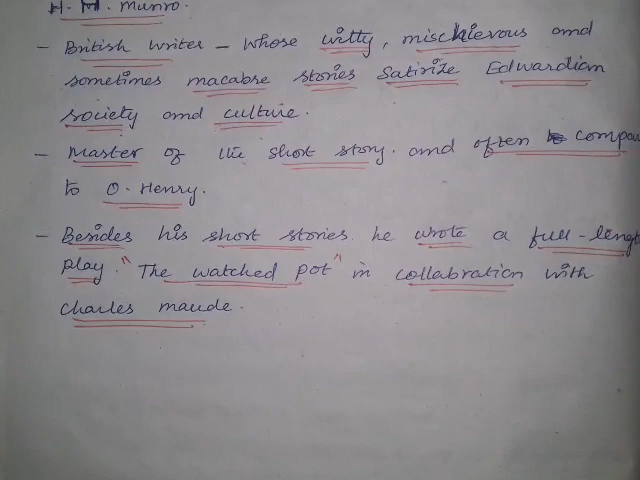 H. H. Munro.
- British writer - whose witty, mischievous and
sometimes macabre stories Satirize Edwardian
society and culture.
- Master of the short story. and often compa
to O. Henry.
- Besides his short stories he wrote a full-length
play. "The watched pot" in collabration with
Charles maude.